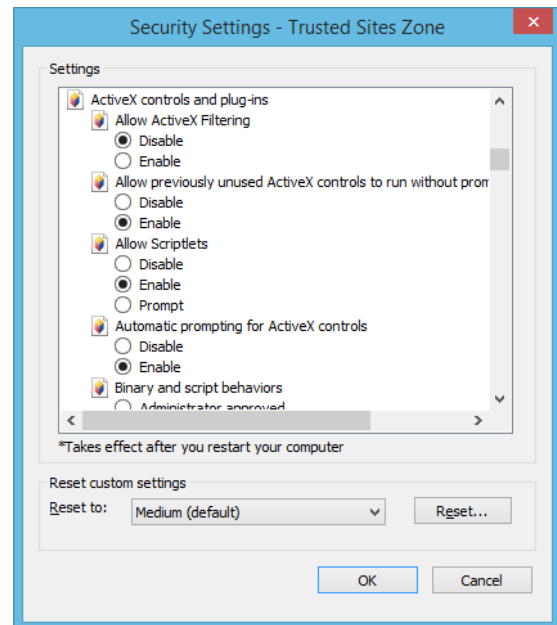 Security Settings - Trusted Sites Zone
Settings
ActiveX controls and plug-ins
Allow ActiveX Filtering
Disable
Enable
Allow previously unused ActiveX controls to run without prom
Disable
Enable
Allow Scriptlets
Disable
Enable
Prompt
Automatic prompting for ActiveX controls
Disable
Enable
Binary and script behaviors
Administrator approved
*Takes effect after you restart your computer
Reset custom settings
Reset to: Medium (default) Reset...
OK Cancel